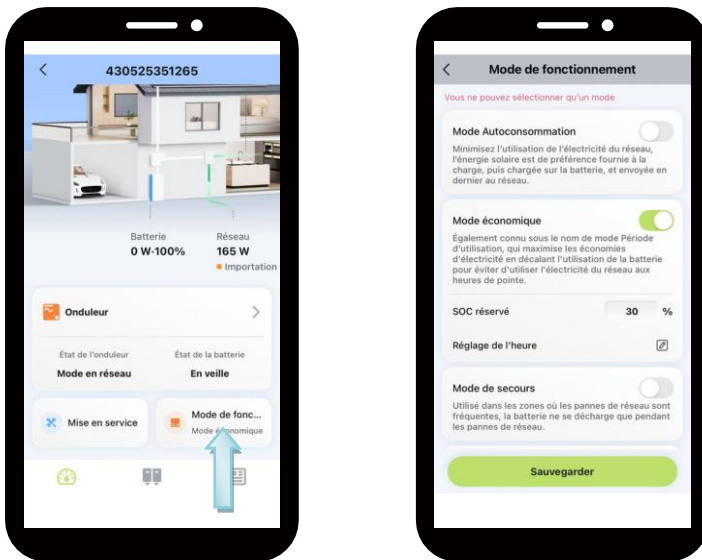 430525351265
Batterie Réseau
0 W·100% 165 W
Importation
Onduleur
État de l'onduleur État de la batterie
Mode en réseau En veille
Mise en service
Mode de fonc...
Mode économique
Mode de fonctionnement
Vous ne pouvez sélectionner qu'un mode
Mode Autoconsommation
Minimisez l'utilisation de l'électricité du réseau,
l'énergie solaire est de préférence fournie à la
charge, puis chargée sur la batterie, et envoyée en
dernier au réseau.
Mode économique
Également connu sous le nom de mode Période
d'utilisation, qui maximise les économies
d'électricité en décalant l'utilisation de la batterie
pour éviter d'utiliser l'électricité du réseau aux
heures de pointe.
SOC réservé 30 %
Réglage de l'heure
Mode de secours
Utilisé dans les zones où les pannes de réseau sont
fréquentes, la batterie ne se décharge que pendant
les pannes de réseau.
Sauvegarder